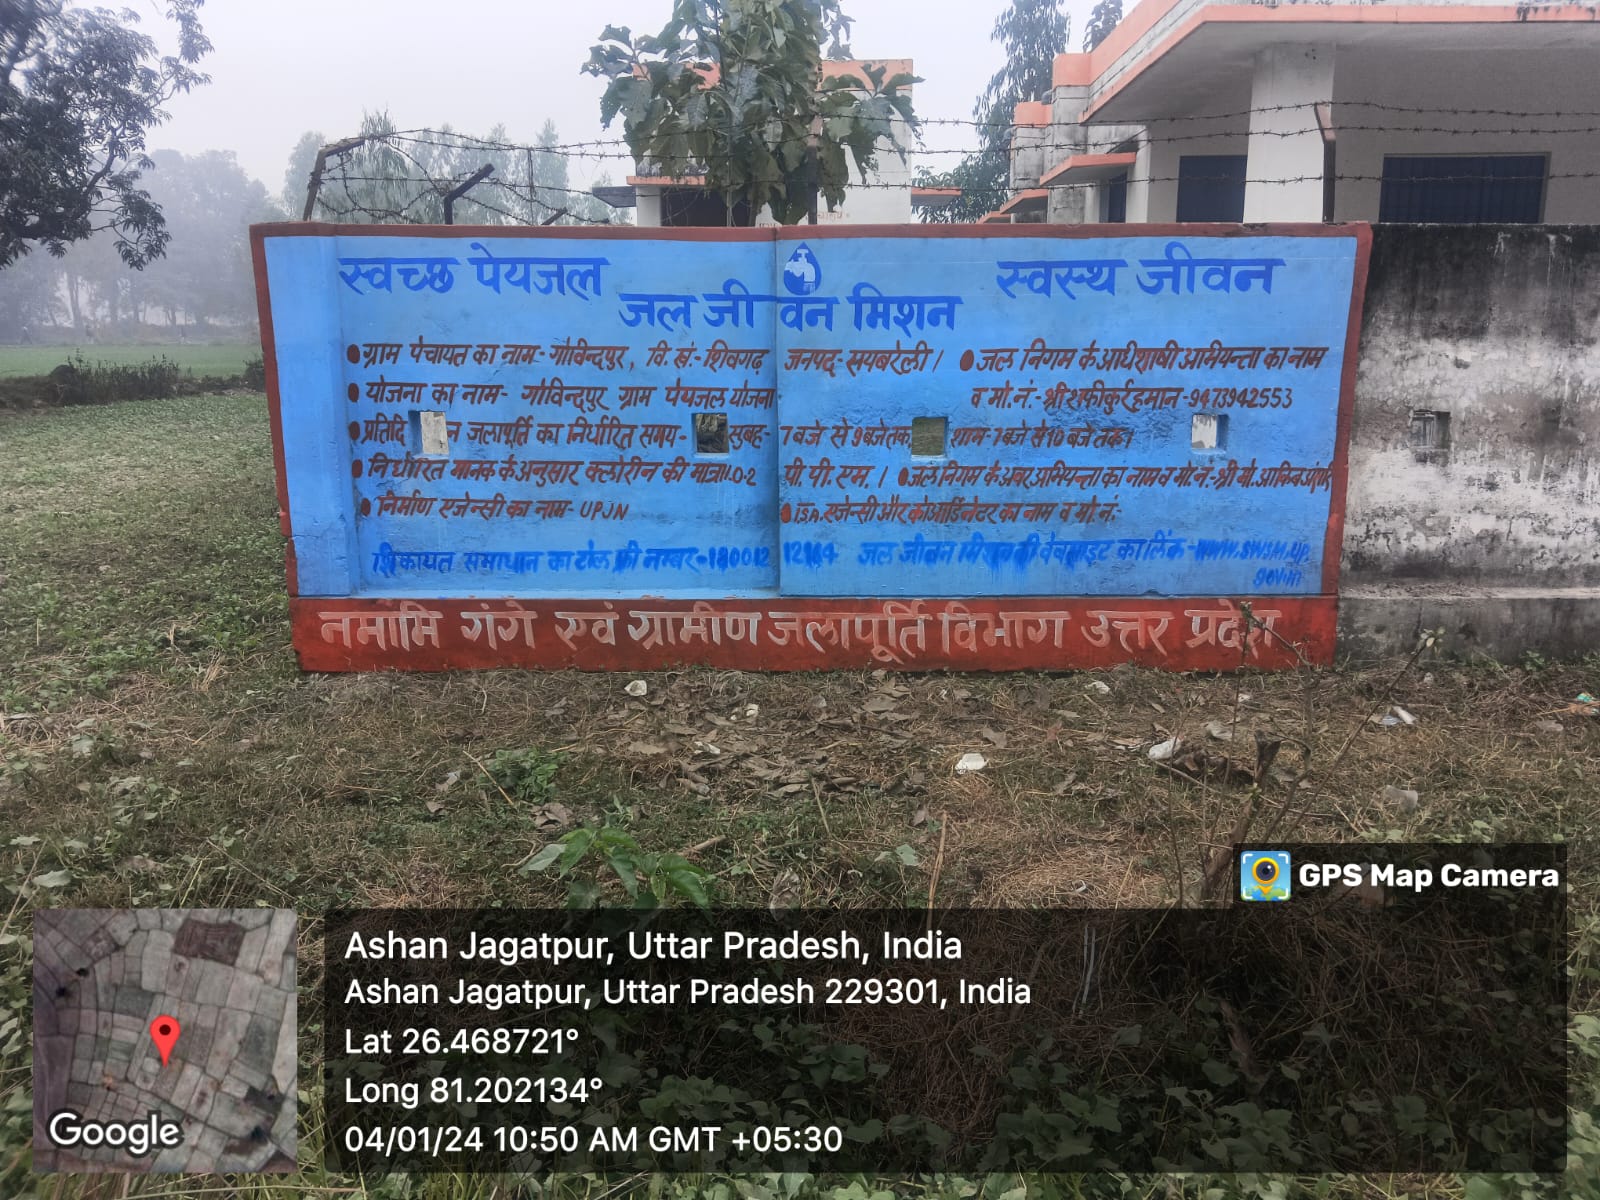 स्वच्छ पेयजल
स्वस्थ जीवन
जल जीवन मिशन
ग्राम पंचायत का नाम- गोविन्दपुर, वि. खं.- शिवगढ़ जनपद- रायबरेली।
जल निगम के अधिशाषी अभियन्ता का नाम
व मो. नं.- श्री शफीकुर्रहमान - 9473942553
योजना का नाम- गोविन्दपुर ग्राम पेयजल योजना
प्रतिदिन जलापूर्ति का निर्धारित समय- सुबह- 7 बजे से 9 बजे तक शाम- 7 बजे से 10 बजे तक।
निर्धारित मानक के अनुसार क्लोरीन की मात्रा 0.2 पी. पी. एम.।
जल निगम के अवर अभियन्ता का नाम व मो. नं.- श्री मो. आकिब
निर्माण एजेन्सी का नाम- UPJN
I.S.A. एजेन्सी और कोआर्डिनेटर का नाम व मो. नं.:
शिकायत समाधान का टोल फ्री नम्बर- जल जीवन मिशन की वेबसाइट का लिंक - WWW.SWSM.UP.
gov.in
नमामि गंगे एवं ग्रामीण जलापूर्ति विभाग उत्तर प्रदेश
GPS Map Camera
Ashan Jagatpur, Uttar Pradesh, India
Ashan Jagatpur, Uttar Pradesh 229301, India
Lat 26.468721°
Long 81.202134°
04/01/24 10:50 AM GMT +05:30
Google